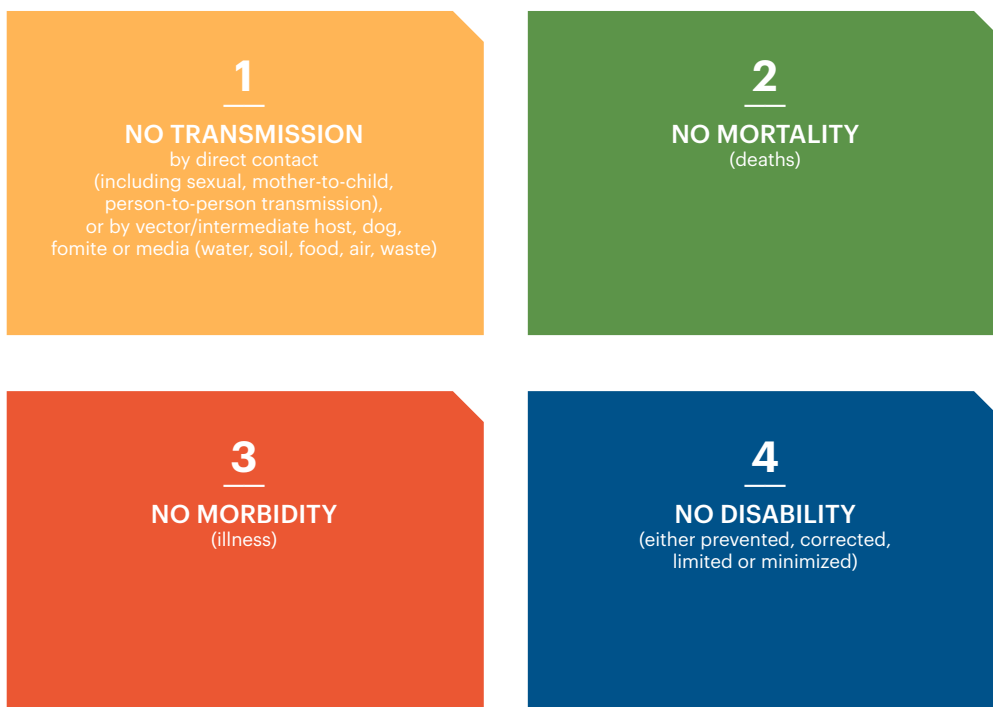 1
NO TRANSMISSION
by direct contact
(including sexual, mother-to-child,
person-to-person transmission),
or by vector/intermediate host, dog,
fomite or media (water, soil, food, air, waste)
2
NO MORTALITY
(deaths)
3
NO MORBIDITY
(illness)
4
NO DISABILITY
(either prevented, corrected,
limited or minimized)